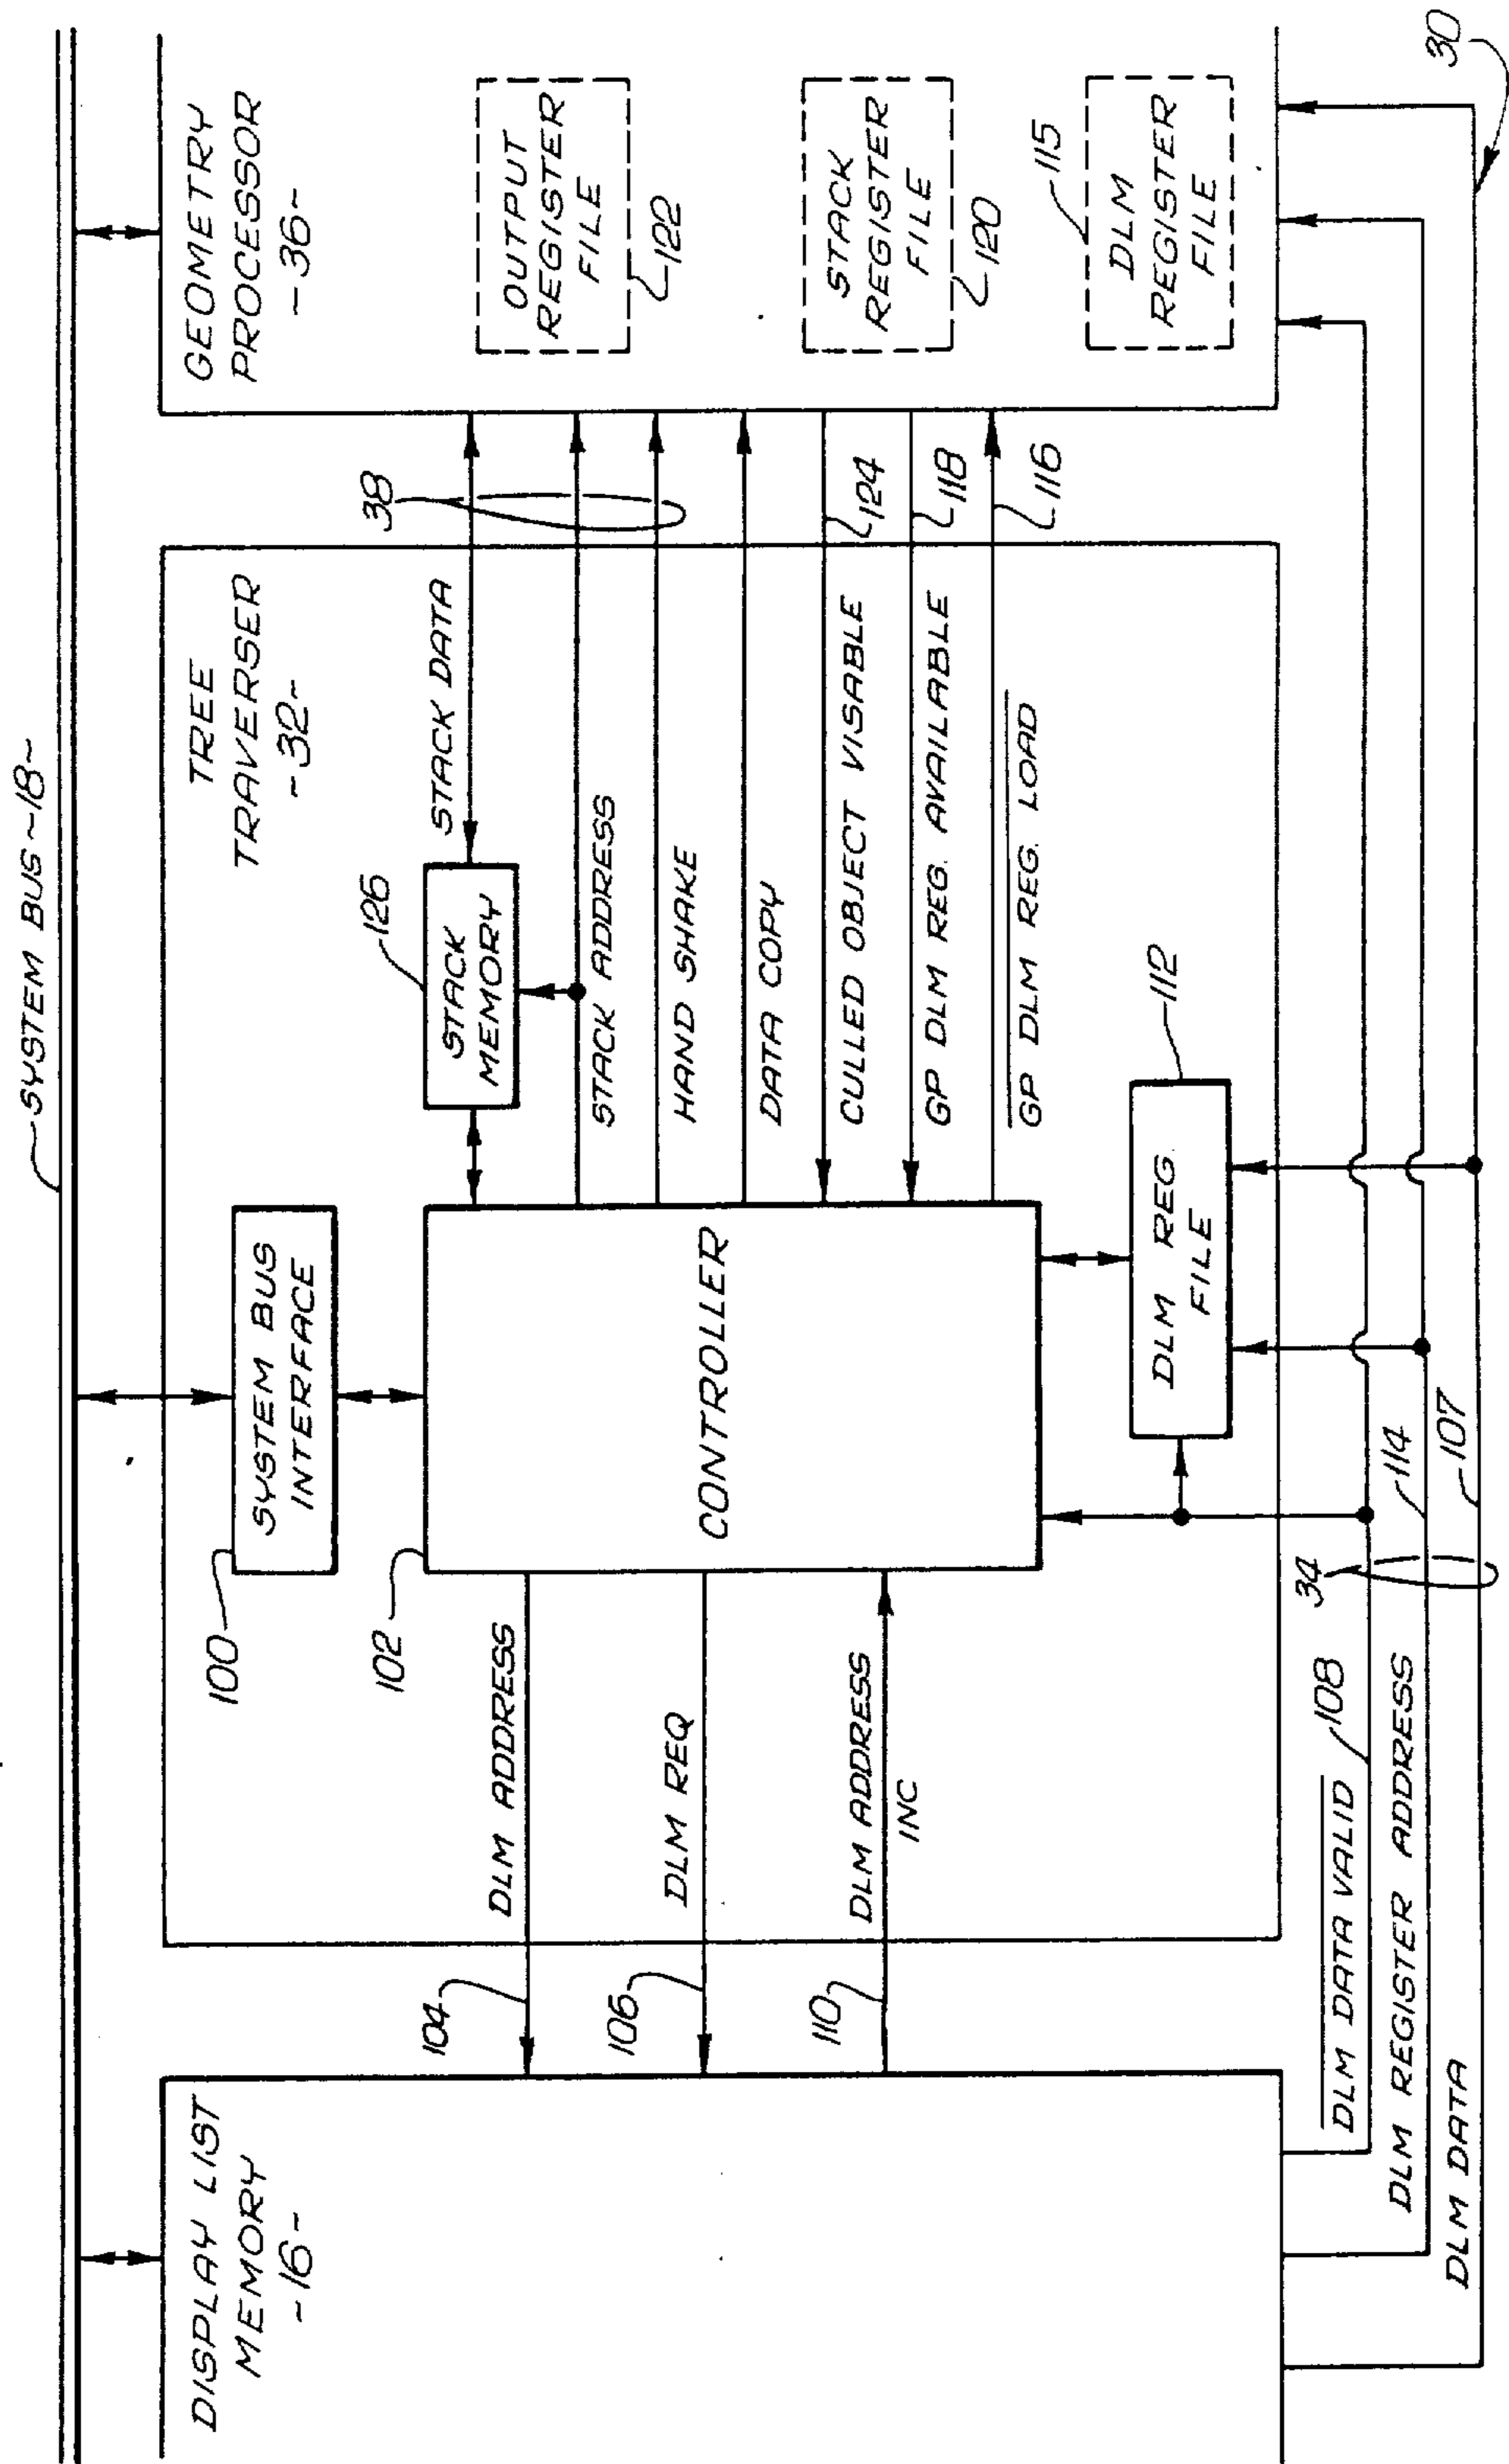 SYSTEM BUS ~18~
DISPLAY LIST
MEMORY
~16~
TREE
TRAVERSER
~32~
GEOMETRY
PROCESSOR
~36~
100
SYSTEM BUS
INTERFACE
102
CONTROLLER
104
DLM ADDRESS
106
DLM REQ
110
DLM ADDRESS
INC
126
STACK
MEMORY
STACK DATA
STACK ADDRESS
HAND SHAKE
DATA COPY
CULLED OBJECT VISABLE
GP DLM REG. AVAILABLE
GP DLM REG. LOAD
38
124
118
116
OUTPUT
REGISTER
FILE
122
STACK
REGISTER
FILE
120
115
DLM
REGISTER
FILE
112
DLM REG.
FILE
DLM DATA VALID
108
DLM REGISTER ADDRESS
114
DLM DATA
107
34
30